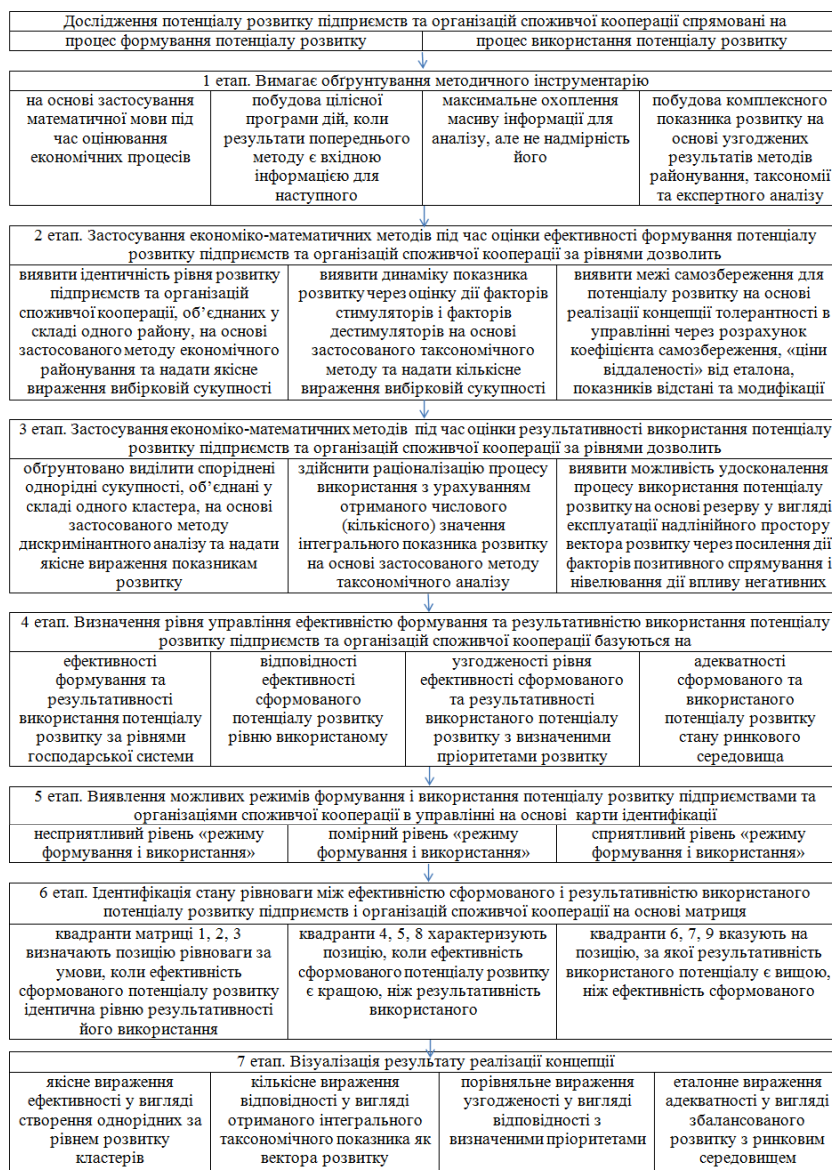 Дослідження потенціалу розвитку підприємств та організацій споживчої кооперації спрямовані на
процес формування потенціалу розвитку
процес використання потенціалу розвитку
1 етап. Вимагає обґрунтування методичного інструментарію
на основі застосування
математичної мови під
час оцінювання
економічних процесів
побудова цілісної
програми дій, коли
результати попереднього
методу є вхідною
інформацією для
наступного
максимальне охоплення
масиву інформації для
аналізу, але не надмірність
його
побудова комплексного
показника розвитку на
основі узгоджених
результатів методів
районування, таксономії
та експертного аналізу
2 етап. Застосування економіко-математичних методів під час оцінки ефективності формування потенціалу
розвитку підприємств та організацій споживчої кооперації за рівнями дозволить
виявити ідентичність рівня розвитку
підприємств та організацій
споживчої кооперації, об’єднаних у
складі одного району, на основі
застосованого методу економічного
районування та надати якісне
вираження вибірковій сукупності
виявити динаміку показника
розвитку через оцінку дії факторів
стимуляторів і факторів
дестимуляторів на основі
застосованого таксономічного
методу та надати кількісне
вираження вибірковій сукупності
виявити межі самозбереження для
потенціалу розвитку на основі
реалізації концепції толерантності в
управлінні через розрахунок
коефіцієнта самозбереження, «ціни
віддаленості» від еталона,
показників відстані та модифікації
3 етап. Застосування економіко-математичних методів під час оцінки результативності використання потенціалу
розвитку підприємств та організацій споживчої кооперації за рівнями дозволить
обґрунтовано виділити споріднені
однорідні сукупності, об’єднані у
складі одного кластера, на основі
застосованого методу
дискримінантного аналізу та надати
якісне вираження показникам
розвитку
здійснити раціоналізацію процесу
використання з урахуванням
отриманого числового
(кількісного) значення
інтегрального показника розвитку
на основі застосованого методу
таксономічного аналізу
виявити можливість удосконалення
процесу використання потенціалу
розвитку на основі резерву у вигляді
експлуатації надлінійного простору
вектора розвитку через посилення дії
факторів позитивного спрямування і
нівелювання дії впливу негативних
4 етап. Визначення рівня управління ефективністю формування та результативністю використання потенціалу
розвитку підприємств та організацій споживчої кооперації базуються на
ефективності
формування та
результативності
використання потенціалу
розвитку за рівнями
господарської системи
відповідності
ефективності
сформованого
потенціалу розвитку
рівню використаному
узгодженості рівня
ефективності сформованого
та результативності
використаного потенціалу
розвитку з визначеними
пріоритетами розвитку
адекватності
сформованого та
використаного
потенціалу розвитку
стану ринкового
середовища
5 етап. Виявлення можливих режимів формування і використання потенціалу розвитку підприємствами та
організаціями споживчої кооперації в управлінні на основі карти ідентифікації
несприятливий рівень «режиму
формування і використання»
помірний рівень «режиму
формування і використання»
сприятливий рівень «режиму
формування і використання»
6 етап. Ідентифікація стану рівноваги між ефективністю сформованого і результативністю використаного
потенціалу розвитку підприємств і організацій споживчої кооперації на основі матриця
квадранти матриці 1, 2, 3
визначають позицію рівноваги за
умови, коли ефективність
сформованого потенціалу розвитку
ідентична рівню результативності
його використання
квадранти 4, 5, 8 характеризують
позицію, коли ефективність
сформованого потенціалу розвитку
є кращою, ніж результативність
використаного
квадранти 6, 7, 9 вказують на
позицію, за якої результативність
використаного потенціалу є вищою,
ніж ефективність сформованого
7 етап. Візуалізація результату реалізації концепції
якісне вираження
ефективності у вигляді
створення однорідних за
рівнем розвитку
кластерів
кількісне вираження
відповідності у вигляді
отриманого інтегрального
таксономічного показника як
вектора розвитку
порівняльне вираження
узгодженості у вигляді
відповідності з
визначеними пріоритетами
еталонне вираження
адекватності у вигляді
збалансованого
розвитку з ринковим
середовищем